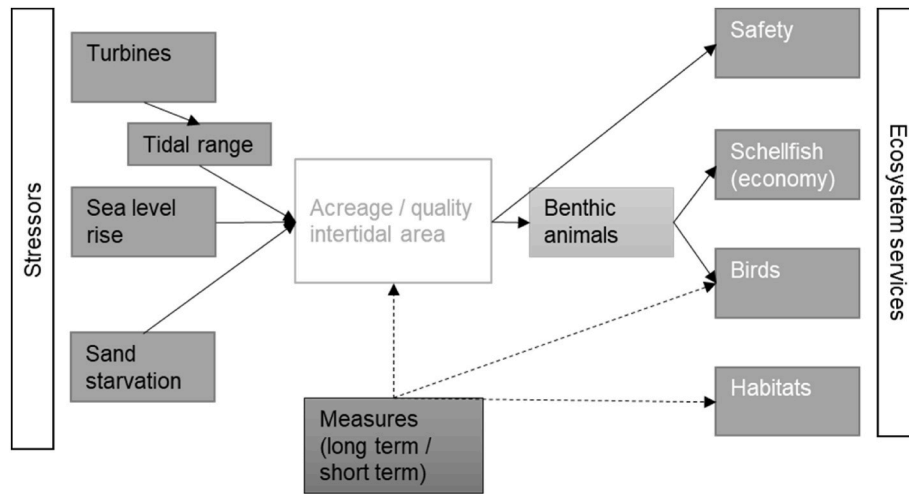 Stressors
Turbines
Tidal range
Sea level
rise
Sand
starvation
Acreage / quality
intertidal area
Measures
(long term /
short term)
Benthic
animals
Safety
Schellfish
(economy)
Birds
Habitats
Ecosystem services